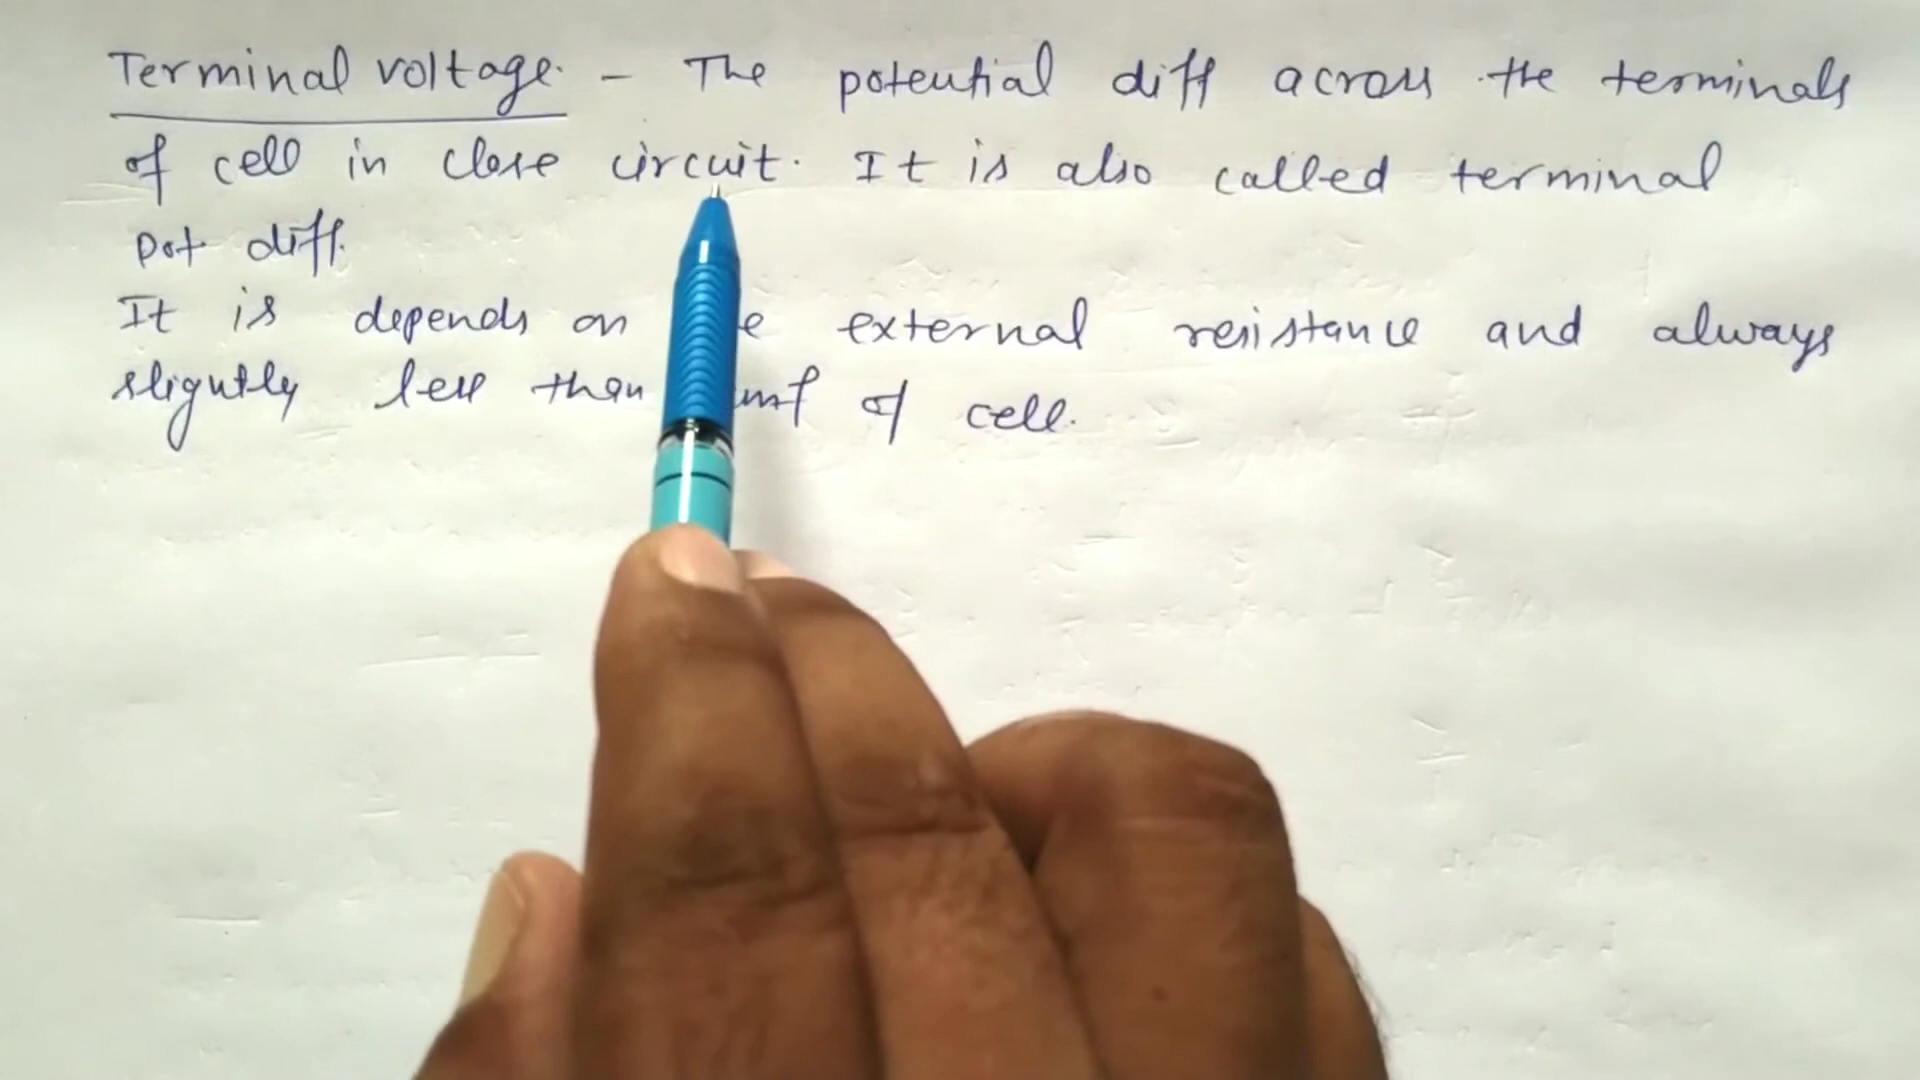 Terminal voltage. - The potential diff across the terminals
of cell in close circuit. It is also called terminal
pot diff.
It is depends on external resistance and always
slightly less than emf of cell.